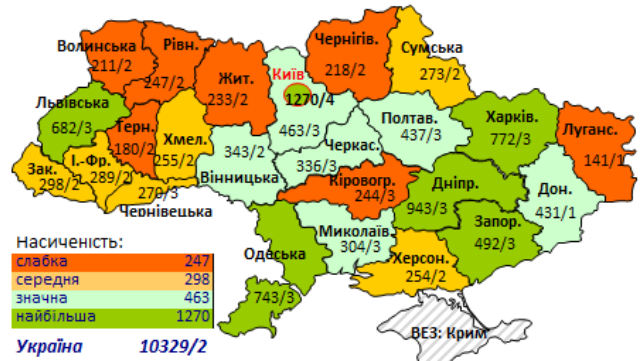 Волинська
211/2
Рівн.
247/2
Жит.
233/2
Київ
1270/4
463/3
Чернігів.
218/2
Сумська
273/2
Львівська
682/3
Терн.
1180/2
Хмел.
255/2
343/2
Вінницька
Черкас.
336/3
Полтав.
437/3
Харків.
772/3
Луганс.
141/1
Зак.
298/2
І.-Фр.
289/2
270/3
Чернівецька
Кіровогр.
244/3
Дніпр.
943/3
Дон.
431/1
Запор.
492/3
Миколаїв.
304/3
Одеська
743/3
Херсон.
254/2
ВЕЗ: Крим
Насиченість:
слабка 247
середня 298
значна 463
найбільша 1270
Україна 10329/2